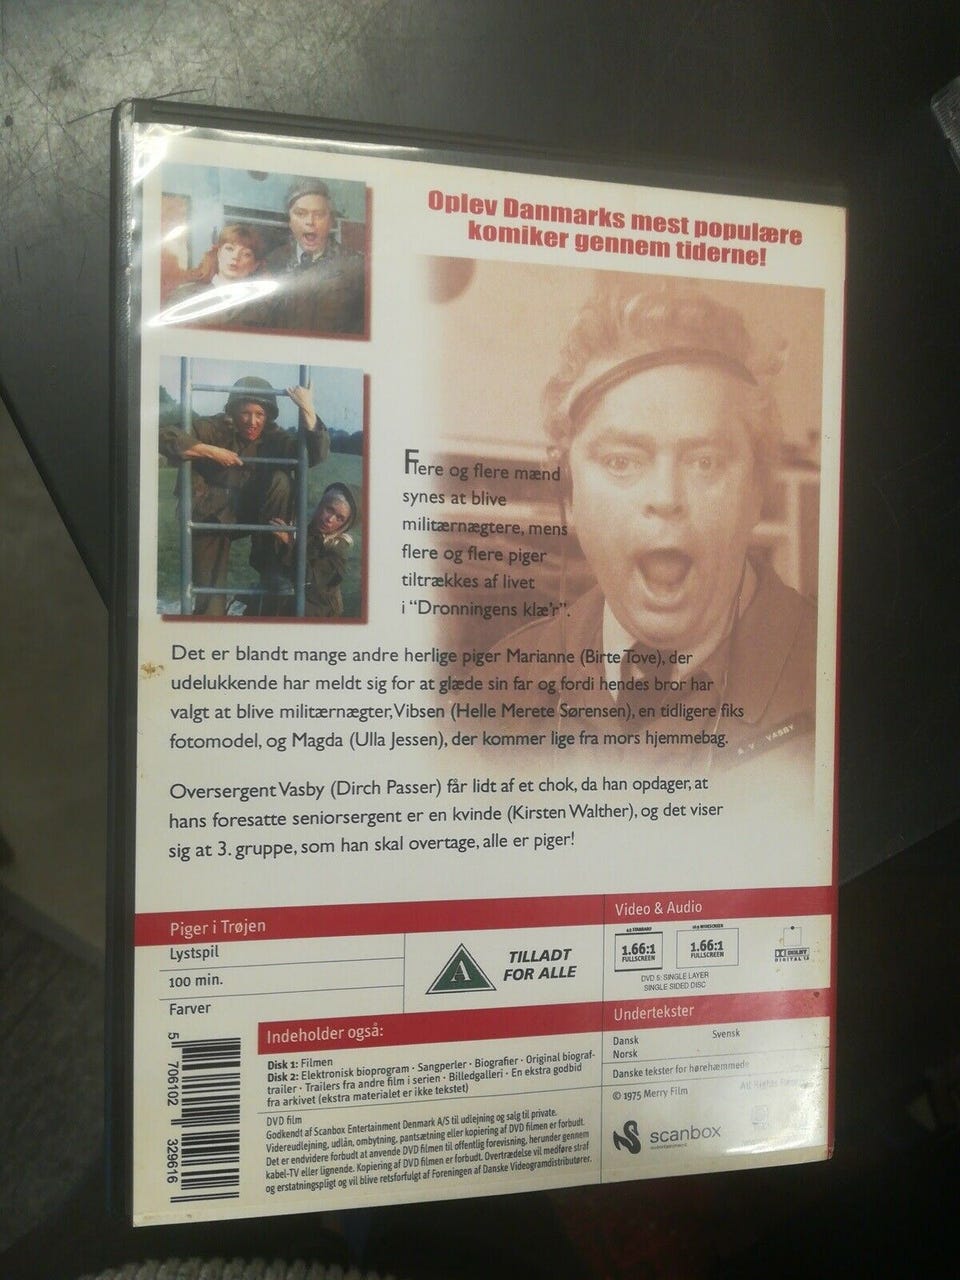 Oplev Danmarks mest populære
komiker gennem tiderne!
Flere og flere mænd
synes at blive
militærnægtere, mens
flere og flere piger
tiltrækkes af livet
i “Dronningens klæ’r”.
Det er blandt mange andre herlige piger Marianne (Birte Tove), der
udelukkende har meldt sig for at glæde sin far og fordi hendes bror har
valgt at blive militærnægter, Vibsen (Helle Merete Sørensen), en tidligere fiks
fotomodel, og Magda (Ulla Jessen), der kommer lige fra mors hjemmebag.
VASBY
Oversergent Vasby (Dirch Passer) får lidt af et chok, da han opdager, at
hans foresatte seniorsergent er en kvinde (Kirsten Walther), og det viser
sig at 3. gruppe, som han skal overtage, alle er piger!
Piger i Trøjen
Lystspil
100 min.
Farver
A
TILLADT
FOR ALLE
Video & Audio
4:3 STANDARD
1.66:1
FULLSCREEN
16:9 WIDESCREEN
1.66:1
FULLSCREEN
DVD 5: SINGLE LAYER
SINGLE SIDED DISC
DOLBY
DIGITAL
Indeholder også:
Disk 1: Filmen
Disk 2: Elektronisk bioprogram · Sangperler · Biografier · Original biograf-
trailer · Trailers fra andre film i serien · Billedgalleri · En ekstra godbid
fra arkivet (ekstra materialet er ikke tekstet)
DVD film
Godkendt af Scanbox Entertainment Denmark A/S til udlejning og salg til private.
Videreudlejning, udlån, ombytning, pantsætning eller kopiering af DVD filmen er forbudt.
Det er endvidere forbudt at anvende DVD filmen til offentlig forevisning, herunder gennem
kabel-TV eller lignende. Kopiering af DVD filmen er forbudt. Overtrædelse vil medføre straf
og erstatningspligt og vil blive retsforfulgt af Foreningen af Danske Videogramdistributører.
Undertekster
Dansk
Svensk
Norsk
Danske tekster for hørehæmmede
© 1975 Merry Film
All Rights
scanbox
5 706102 329616